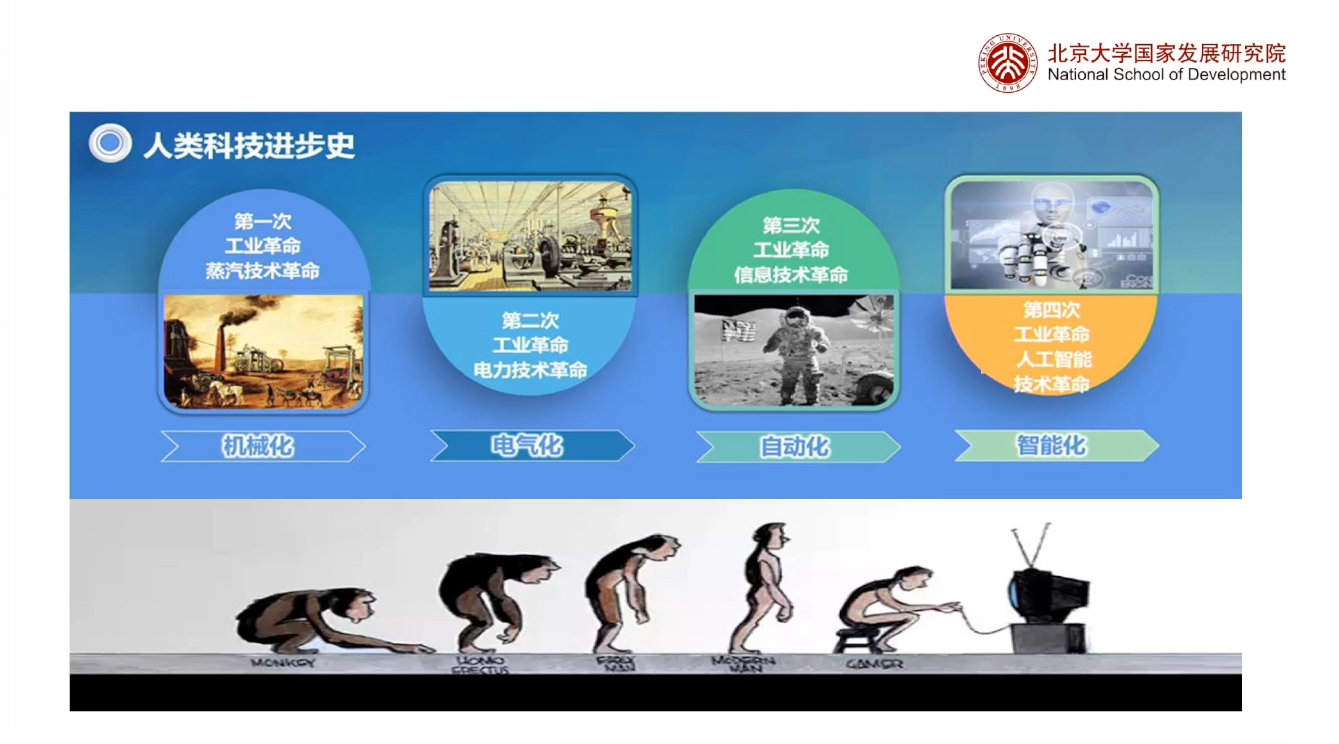 PEKING UNIVERSITY
1898
北京大学国家发展研究院
National School of Development
人类科技进步史
第一次
工业革命
蒸汽技术革命
第二次
工业革命
电力技术革命
第三次
工业革命
信息技术革命
第四次
工业革命
人工智能
技术革命
机械化
电气化
自动化
智能化
MONKEY
HOMO
ERECTUS
EARLY
MAN
MODERN
MAN
GAMER